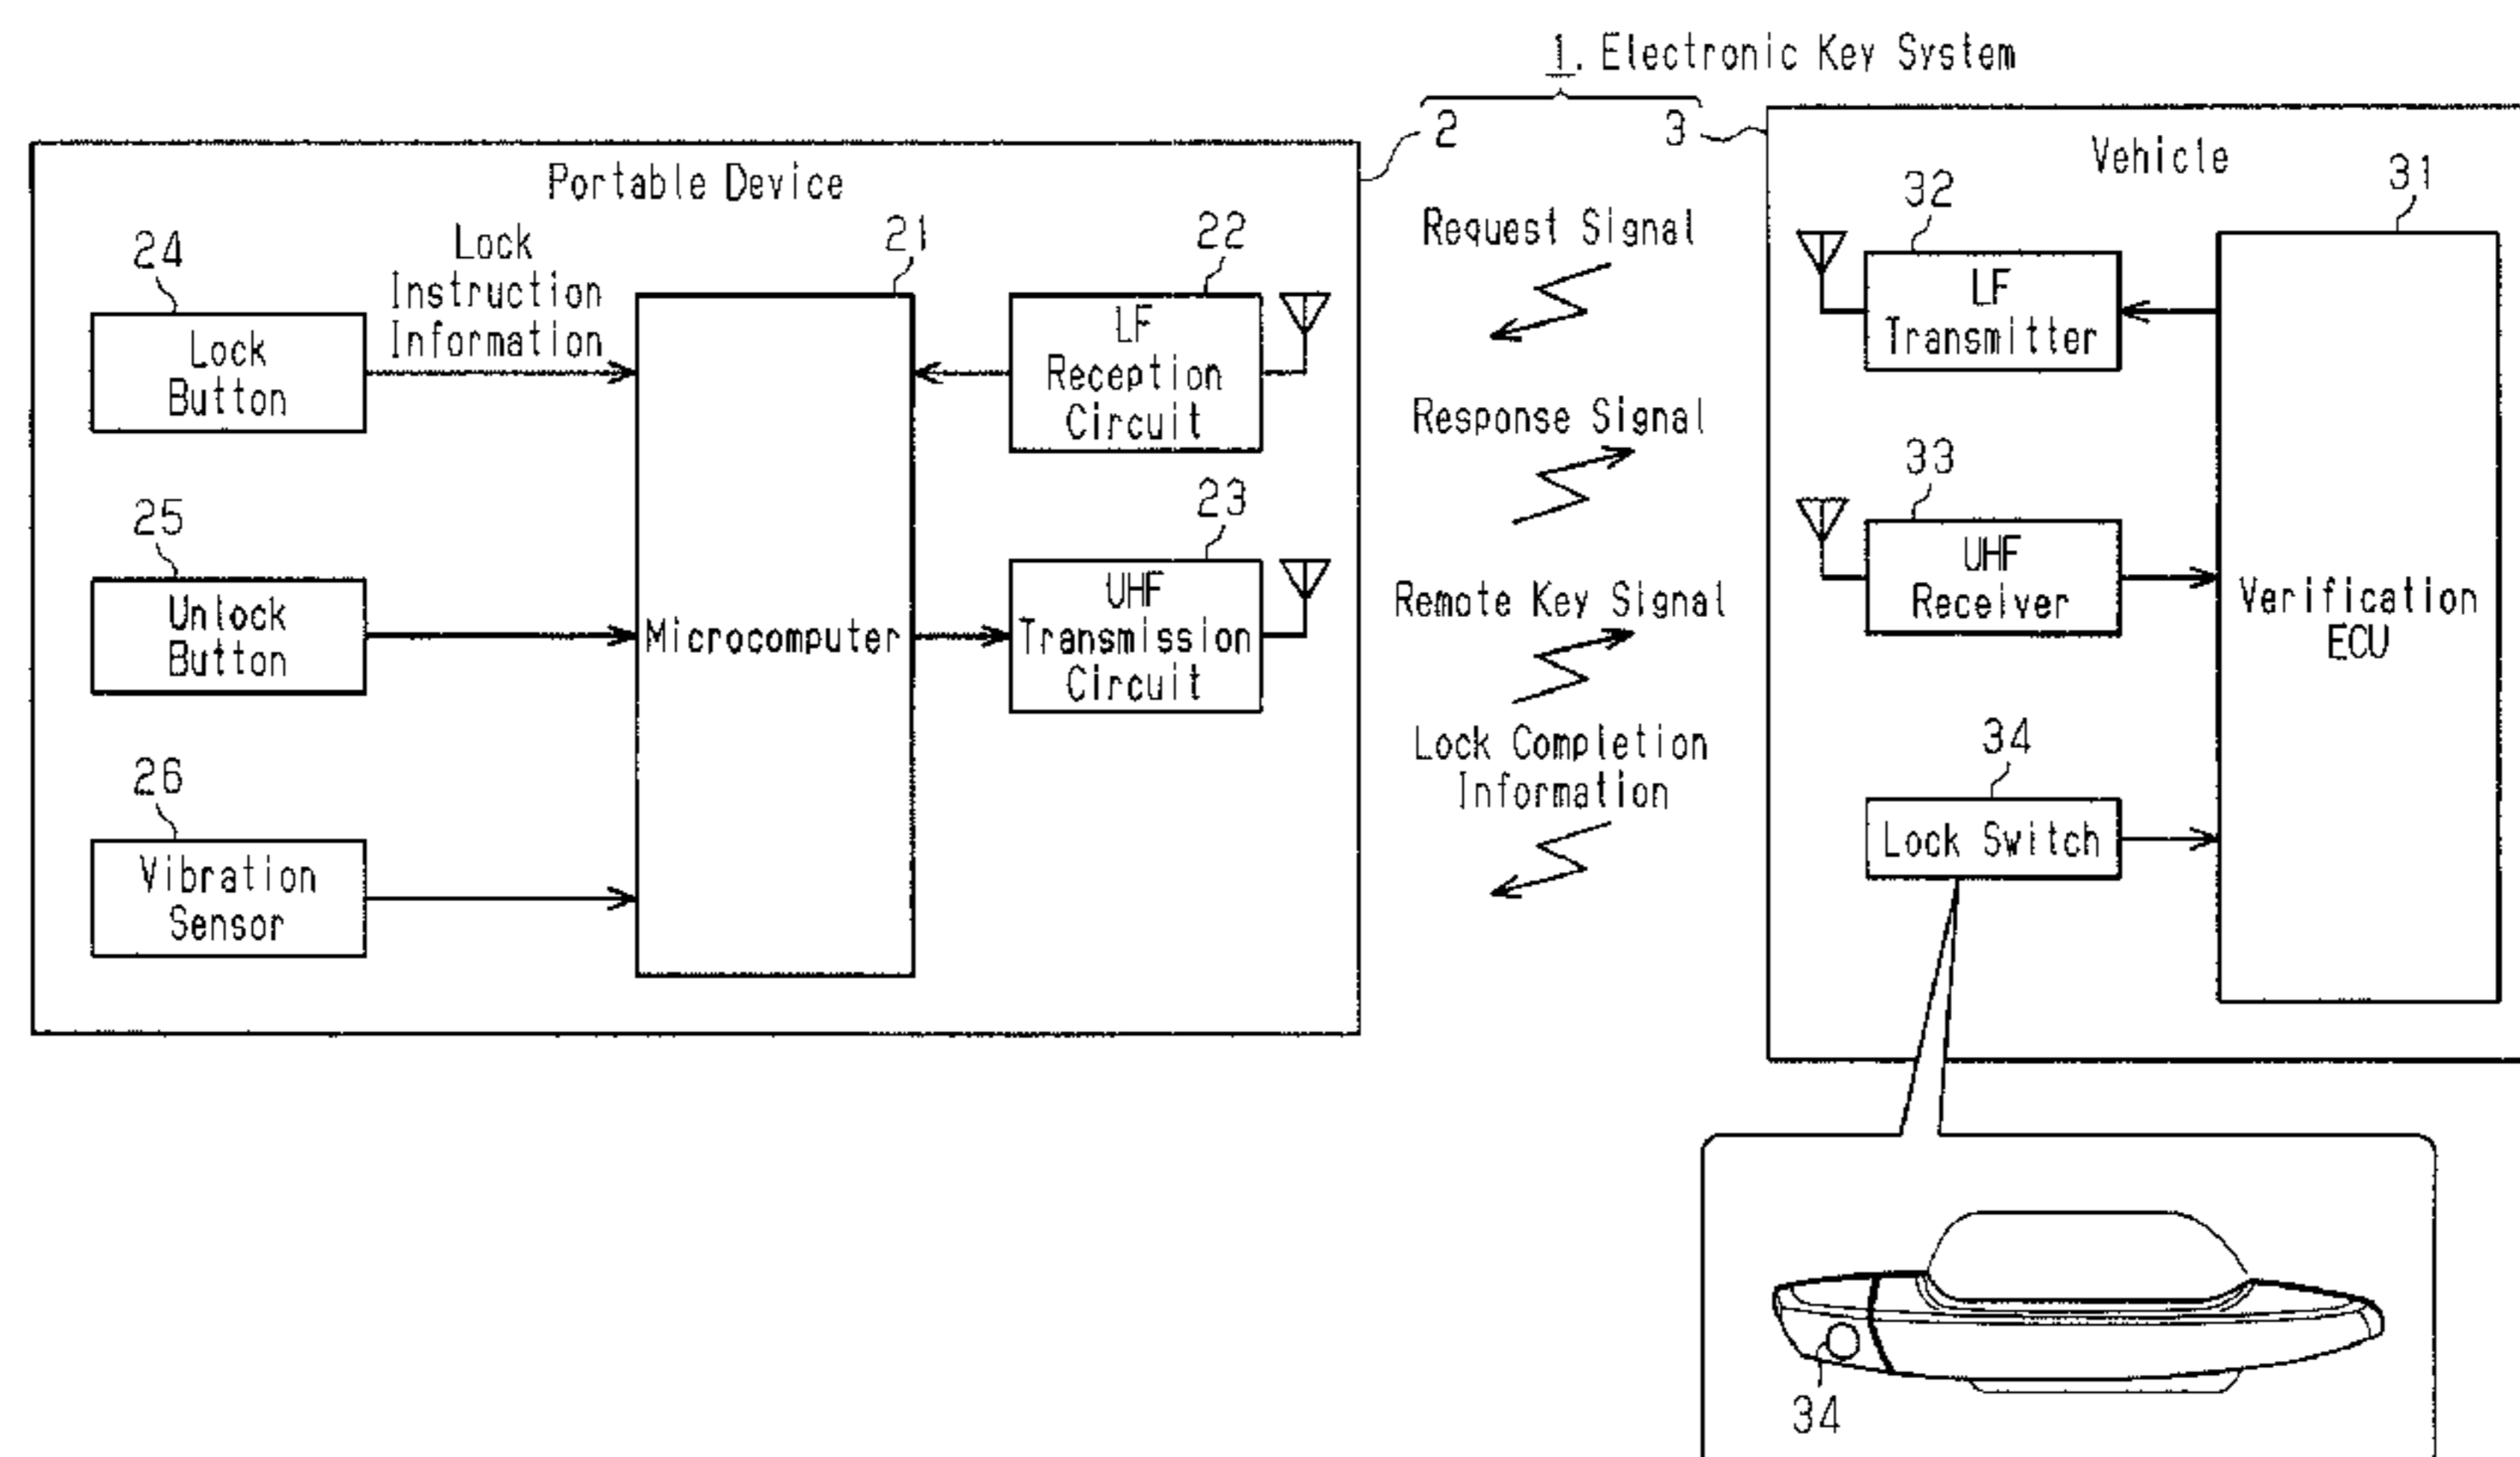 1. Electronic Key System
2
3
Portable Device
24
Lock
Instruction
Information
21
22
Lock
Button
LF
Reception
Circuit
25
23
Unlock
Button
Microcomputer
UHF
Transmission
Circuit
26
Vibration
Sensor
Request Signal
Response Signal
Remote Key Signal
Lock Completion
Information
Vehicle
32
31
LF
Transmitter
33
UHF
Receiver
Verification
ECU
34
Lock Switch
34